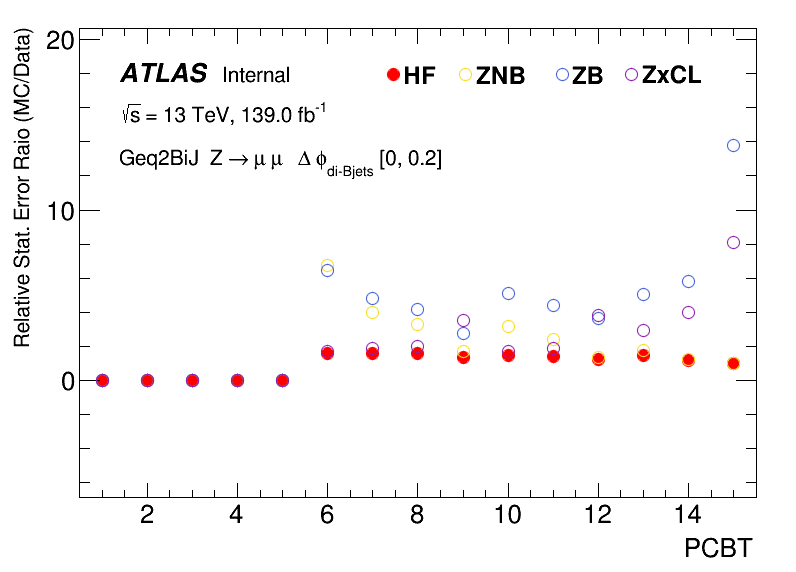 Relative Stat. Error Raio (MC/Data)
20
10
0
ATLAS Internal
HF ZNB ZB ZxCL
√s = 13 TeV, 139.0 fb⁻¹
Geq2BiJ Z → μ μ Δ ϕ di-Bjets [0, 0.2]
2 4 6 8 10 12 14
PCBT